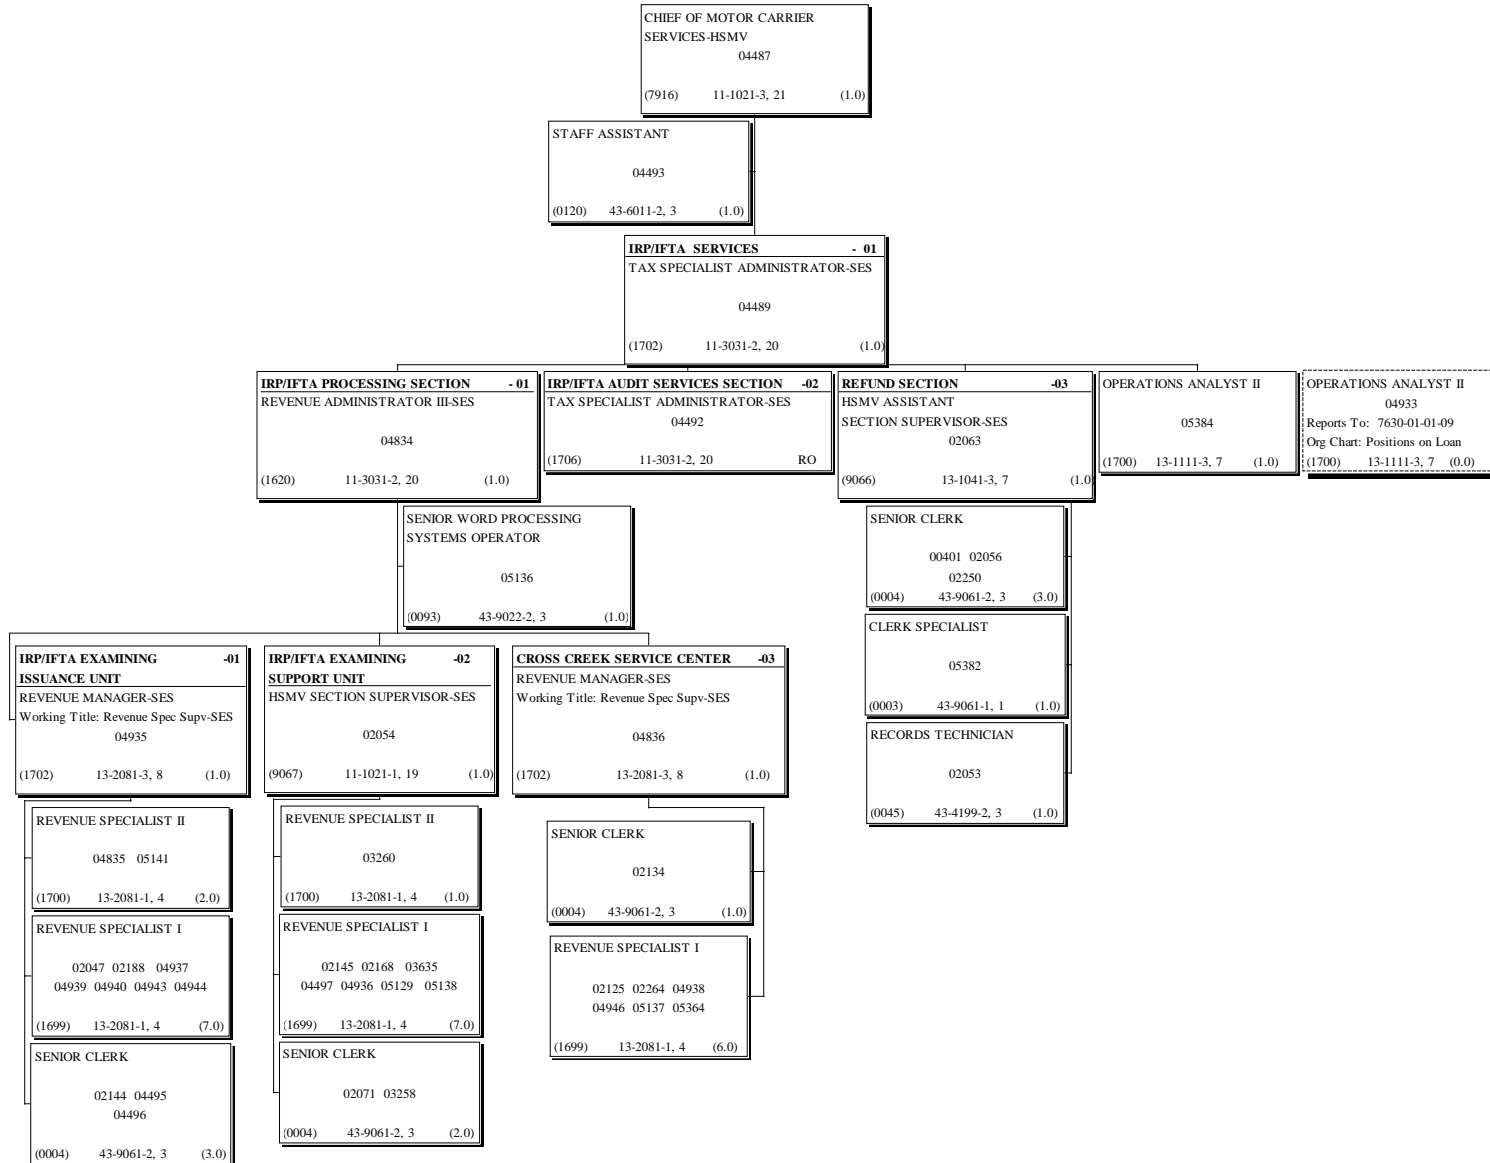 CHIEF OF MOTOR CARRIER
SERVICES-HSMV
04487
(7916) 11-1021-3, 21 (1.0)
STAFF ASSISTANT
04493
(0120) 43-6011-2, 3 (1.0)
IRP/IFTA SERVICES - 01
TAX SPECIALIST ADMINISTRATOR-SES
04489
(1702) 11-3031-2, 20 (1.0)
IRP/IFTA PROCESSING SECTION - 01
REVENUE ADMINISTRATOR III-SES
04834
(1620) 11-3031-2, 20 (1.0)
IRP/IFTA AUDIT SERVICES SECTION -02
TAX SPECIALIST ADMINISTRATOR-SES
04492
(1706) 11-3031-2, 20 RO
REFUND SECTION -03
HSMV ASSISTANT
SECTION SUPERVISOR-SES
02063
(9066) 13-1041-3, 7 (1.0)
OPERATIONS ANALYST II
05384
(1700) 13-1111-3, 7 (1.0)
OPERATIONS ANALYST II
04933
Reports To: 7630-01-01-09
Org Chart: Positions on Loan
(1700) 13-1111-3, 7 (0.0)
SENIOR WORD PROCESSING
SYSTEMS OPERATOR
05136
(0093) 43-9022-2, 3 (1.0)
SENIOR CLERK
00401 02056
02250
(0004) 43-9061-2, 3 (3.0)
CLERK SPECIALIST
05382
(0003) 43-9061-1, 1 (1.0)
RECORDS TECHNICIAN
02053
(0045) 43-4199-2, 3 (1.0)
IRP/IFTA EXAMINING -01
ISSUANCE UNIT
REVENUE MANAGER-SES
Working Title: Revenue Spec Supv-SES
04935
(1702) 13-2081-3, 8 (1.0)
IRP/IFTA EXAMINING -02
SUPPORT UNIT
HSMV SECTION SUPERVISOR-SES
02054
(9067) 11-1021-1, 19 (1.0)
CROSS CREEK SERVICE CENTER -03
REVENUE MANAGER-SES
Working Title: Revenue Spec Supv-SES
04836
(1702) 13-2081-3, 8 (1.0)
REVENUE SPECIALIST II
04835 05141
(1700) 13-2081-1, 4 (2.0)
REVENUE SPECIALIST I
02047 02188 04937
04939 04940 04943 04944
(1699) 13-2081-1, 4 (7.0)
SENIOR CLERK
02144 04495
04496
(0004) 43-9061-2, 3 (3.0)
REVENUE SPECIALIST II
03260
(1700) 13-2081-1, 4 (1.0)
REVENUE SPECIALIST I
02145 02168 03635
04497 04936 05129 05138
(1699) 13-2081-1, 4 (7.0)
SENIOR CLERK
02071 03258
(0004) 43-9061-2, 3 (2.0)
SENIOR CLERK
02134
(0004) 43-9061-2, 3 (1.0)
REVENUE SPECIALIST I
02125 02264 04938
04946 05137 05364
(1699) 13-2081-1, 4 (6.0)